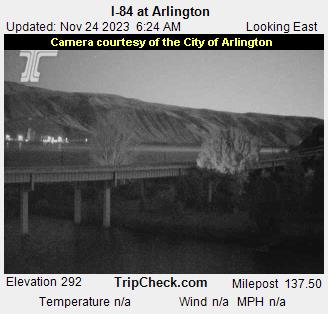 I-84 at Arlington
Updated: Nov 24 2023 6:24 AM Looking East
Camera courtesy of the City of Arlington
Elevation 292 TripCheck.com Milepost 137.50
Temperature n/a Wind n/a MPH n/a